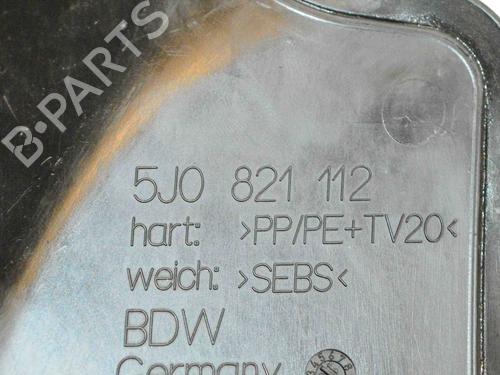 B·PARTS
5J0 821 112
hart: >PP/PE+TV20<
weich: >SEBS<
BDW
Germany